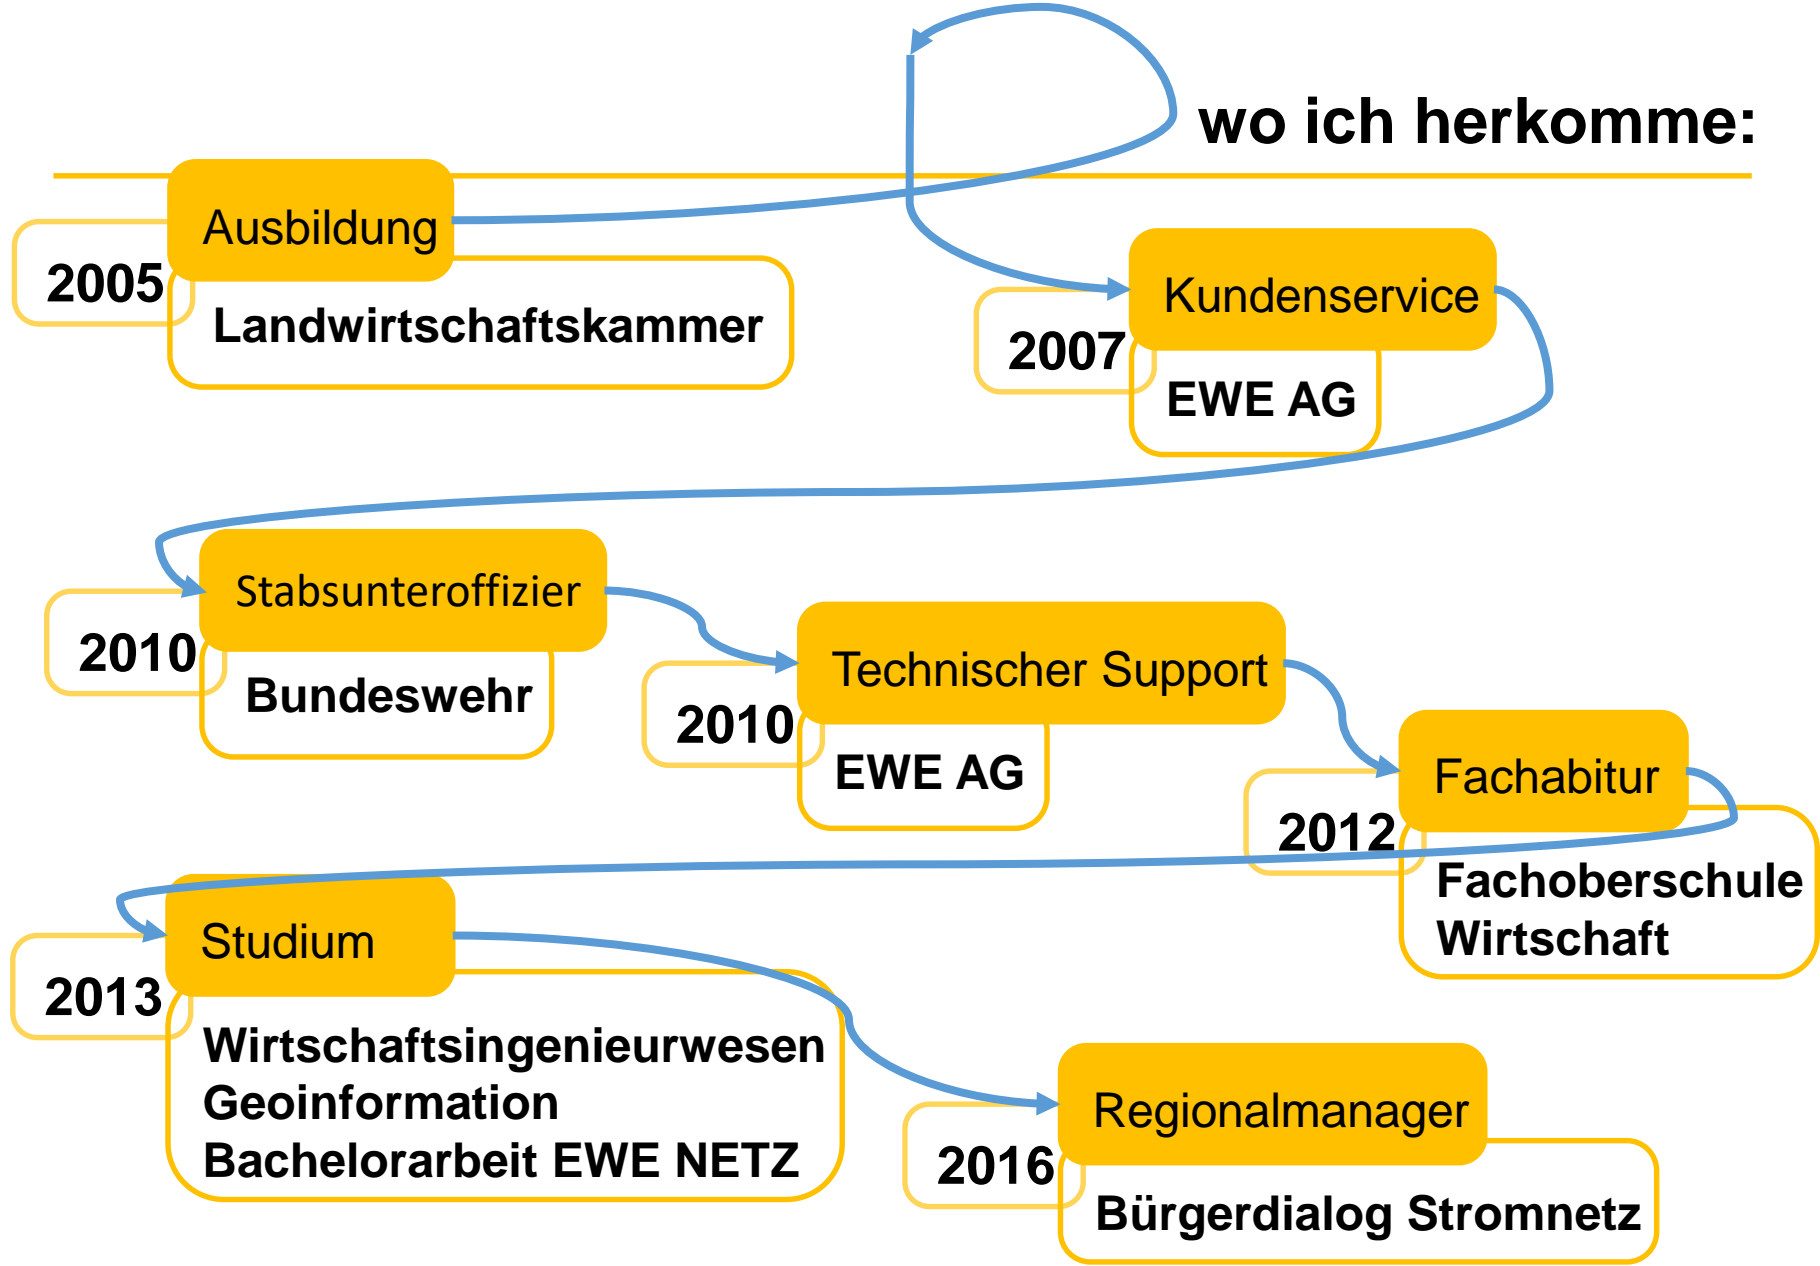 wo ich herkomme:
Ausbildung
2005
Landwirtschaftskammer
Kundenservice
2007
EWE AG
Stabsunteroffizier
2010
Bundeswehr
Technischer Support
2010
EWE AG
Fachabitur
2012
Fachoberschule
Wirtschaft
Studium
2013
Wirtschaftsingenieurwesen
Geoinformation
Bachelorarbeit EWE NETZ
Regionalmanager
2016
Bürgerdialog Stromnetz